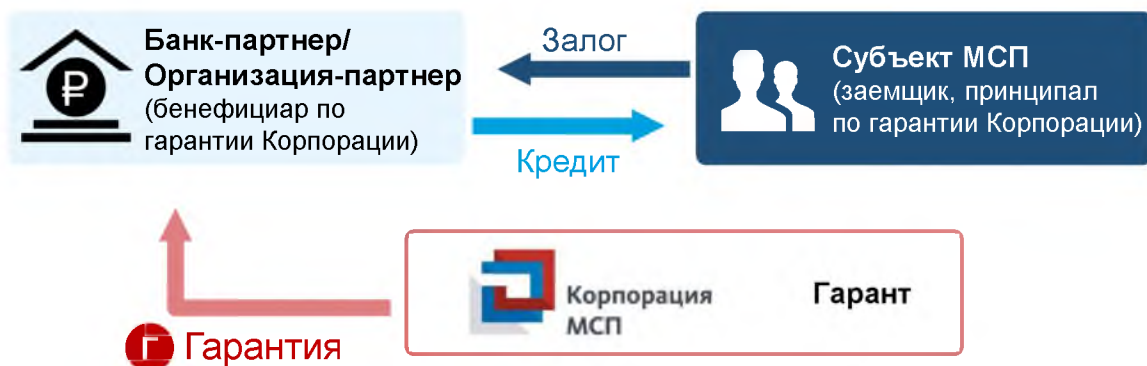 Банк-партнер/
Организация-партнер
(бенефициар по
гарантии Корпорации)
Залог
Кредит
Субъект МСП
(заемщик, принципал
по гарантии Корпорации)
Г Гарантия
Корпорация
МСП
Гарант